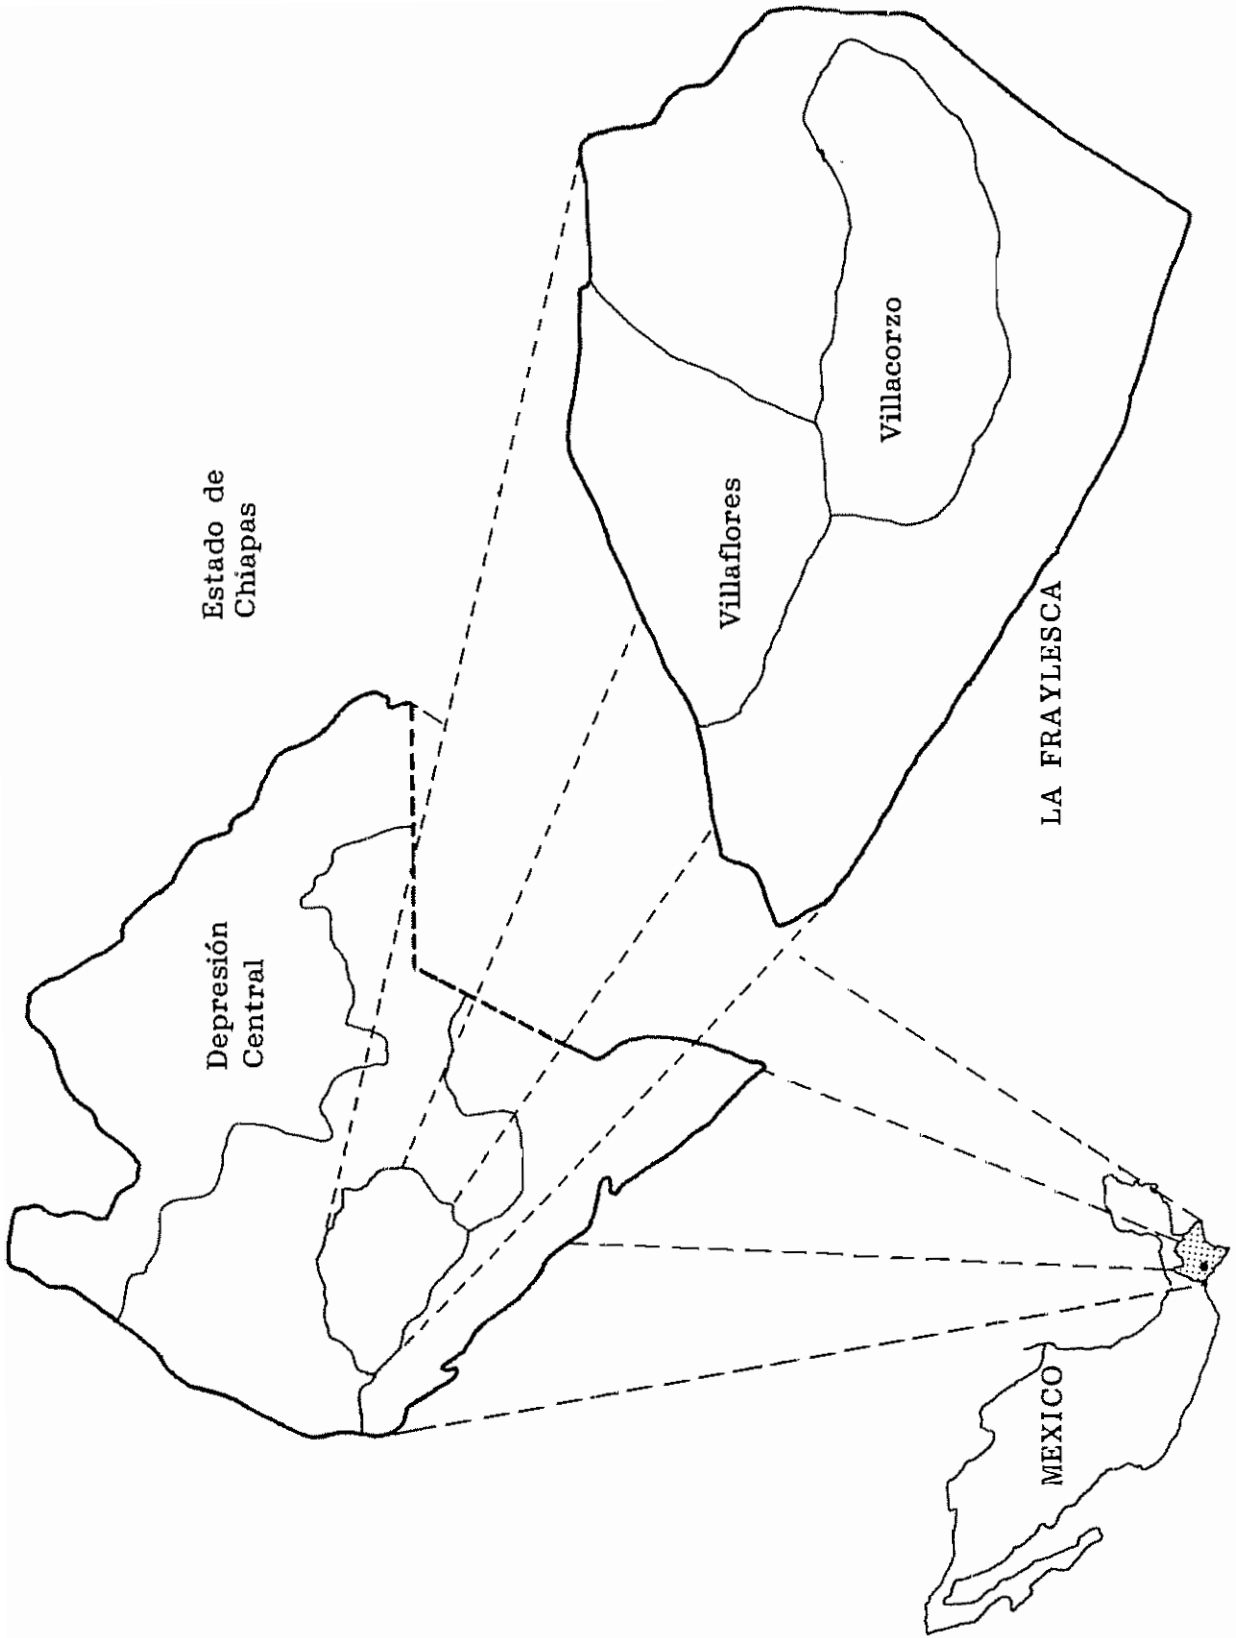 Estado de
Chiapas
Depresión
Central
Villaflores
Villacorzo
MEXICO
LA FRAYLESCA